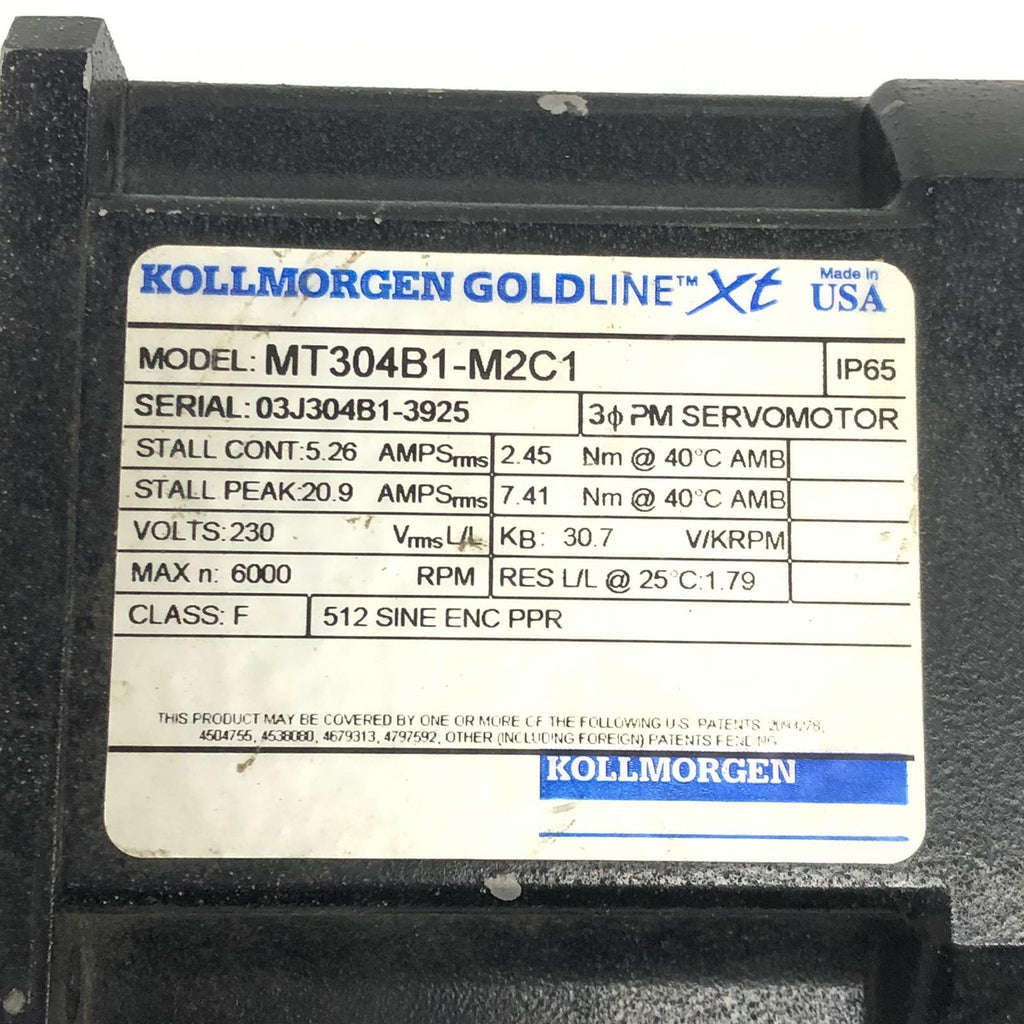 KOLLMORGEN GOLDLINE™ Xt Made in USA
MODEL: MT304B1-M2C1 IP65
SERIAL: 03J304B1-3925 3ϕ PM SERVOMOTOR
STALL CONT:5.26 AMPSrms 2.45 Nm @ 40°C AMB
STALL PEAK:20.9 AMPSrms 7.41 Nm @ 40°C AMB
VOLTS:230 Vrms L/L KB: 30.7 V/KRPM
MAX n: 6000 RPM RES L/L @ 25°C:1.79
CLASS: F 512 SINE ENC PPR
THIS PRODUCT MAY BE COVERED BY ONE OR MORE OF THE FOLLOWING U.S. PATENTS
4504755, 4538080, 4679313, 4797592, OTHER (INCLUDING FOREIGN) PATENTS PENDING
KOLLMORGEN